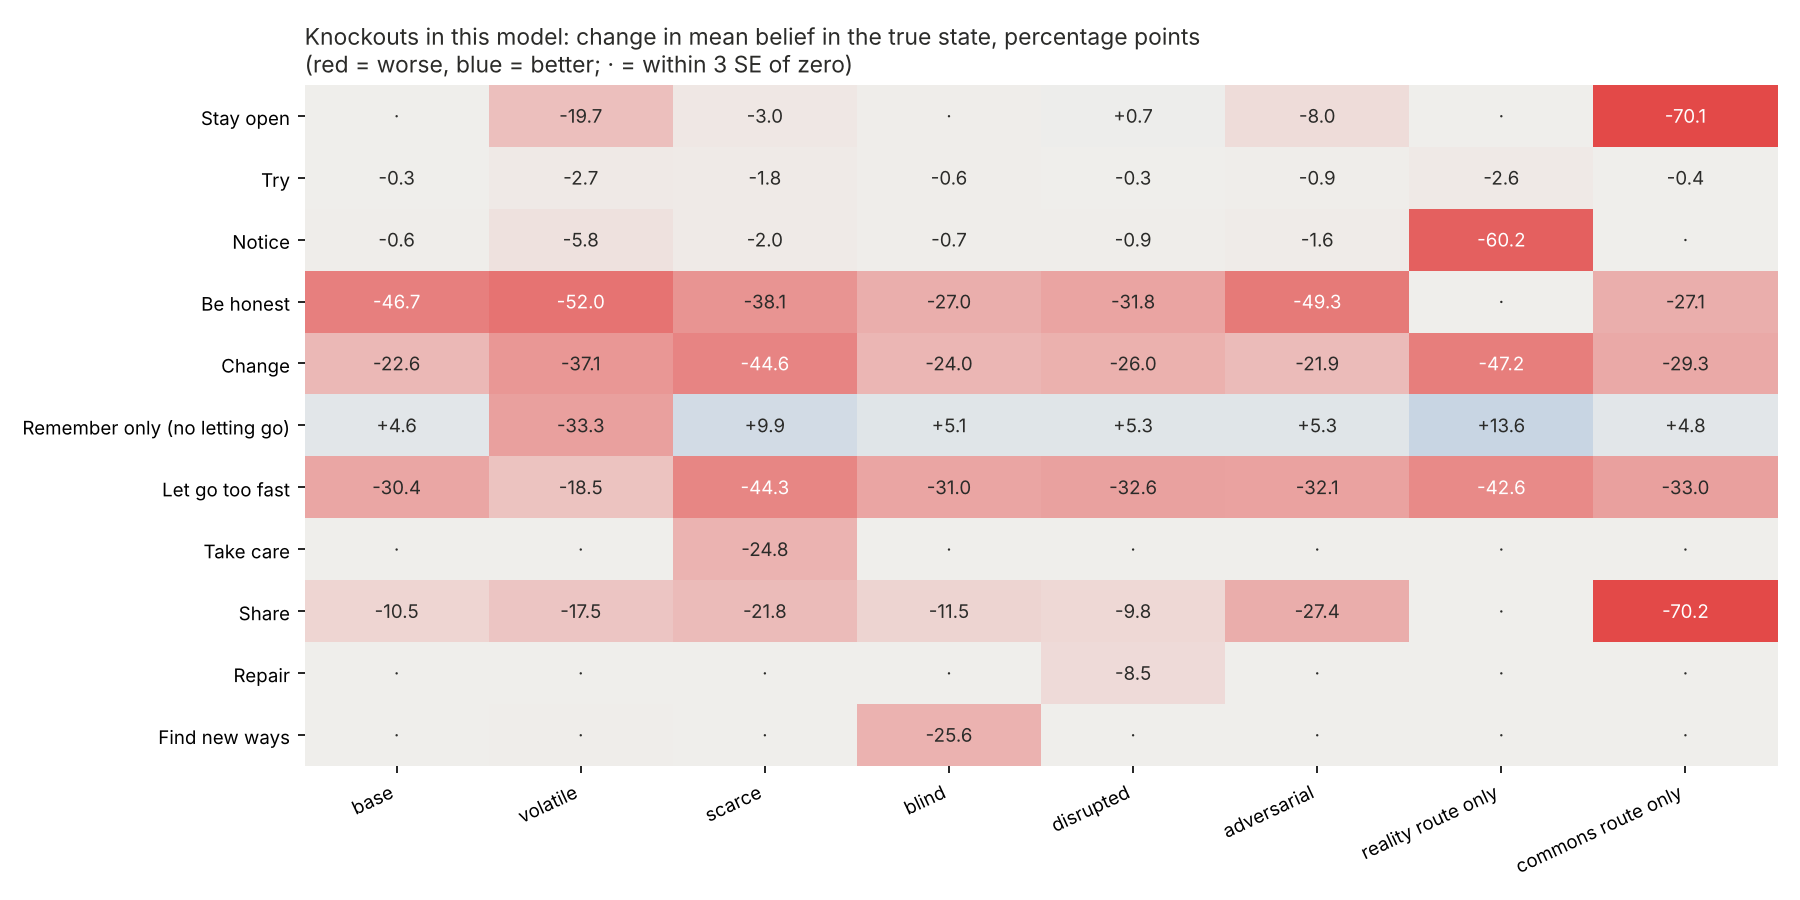 Knockouts in this model: change in mean belief in the true state, percentage points
(red = worse, blue = better; · = within 3 SE of zero)
Stay open · -19.7 -3.0 · +0.7 -8.0 · -70.1
Try -0.3 -2.7 -1.8 -0.6 -0.3 -0.9 -2.6 -0.4
Notice -0.6 -5.8 -2.0 -0.7 -0.9 -1.6 -60.2 ·
Be honest -46.7 -52.0 -38.1 -27.0 -31.8 -49.3 · -27.1
Change -22.6 -37.1 -44.6 -24.0 -26.0 -21.9 -47.2 -29.3
Remember only (no letting go) +4.6 -33.3 +9.9 +5.1 +5.3 +5.3 +13.6 +4.8
Let go too fast -30.4 -18.5 -44.3 -31.0 -32.6 -32.1 -42.6 -33.0
Take care · · -24.8 · · · · ·
Share -10.5 -17.5 -21.8 -11.5 -9.8 -27.4 · -70.2
Repair · · · · -8.5 · · ·
Find new ways · · · -25.6 · · · ·
base volatile scarce blind disrupted adversarial reality route only commons route only